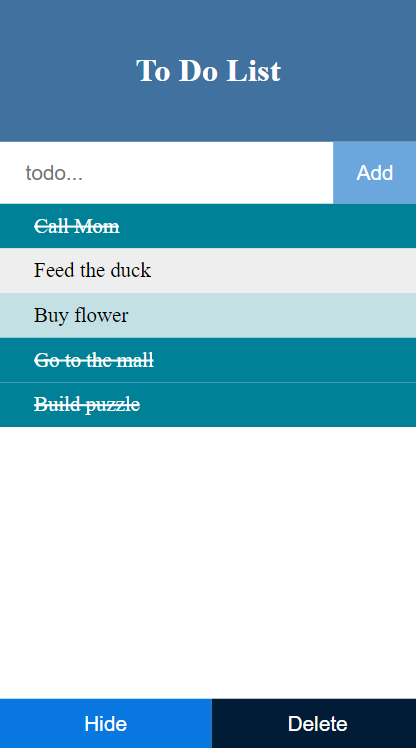 To Do List
todo... Add
Call Mom
Feed the duck
Buy flower
Go to the mall
Build puzzle
Hide Delete